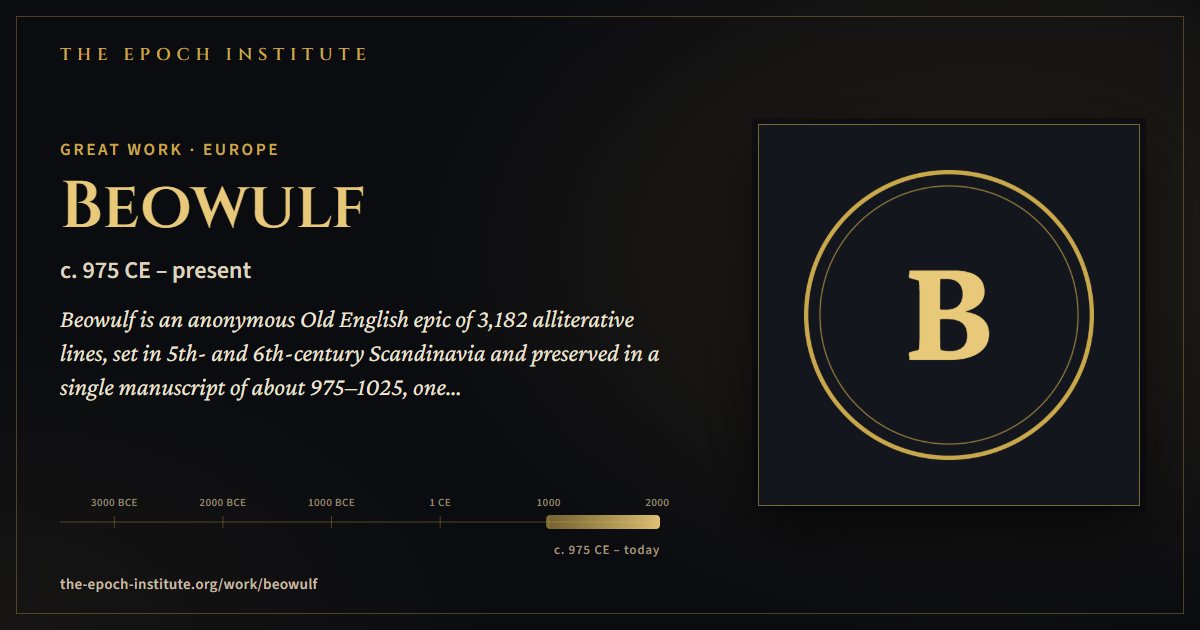 THE EPOCH INSTITUTE
GREAT WORK · EUROPE
BEOWULF
c. 975 CE – present
Beowulf is an anonymous Old English epic of 3,182 alliterative
lines, set in 5th- and 6th-century Scandinavia and preserved in a
single manuscript of about 975–1025, one...
B
3000 BCE 2000 BCE 1000 BCE 1 CE 1000 2000
c. 975 CE – today
the-epoch-institute.org/work/beowulf